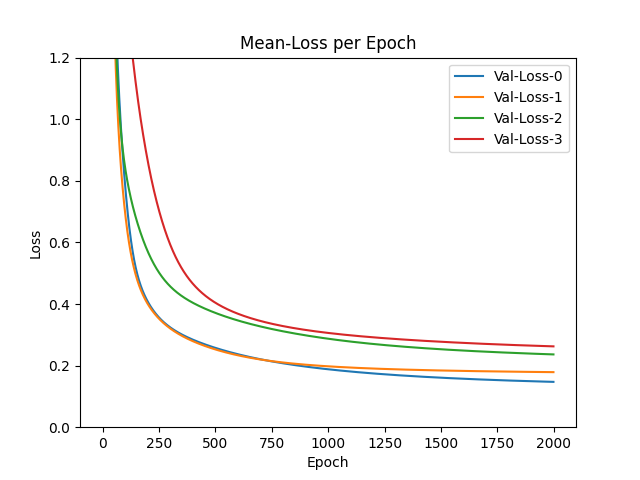 Mean-Loss per Epoch
1.2
1.0
0.8
0.6
0.4
0.2
0.0
Loss
Val-Loss-0
Val-Loss-1
Val-Loss-2
Val-Loss-3
0 250 500 750 1000 1250 1500 1750 2000
Epoch